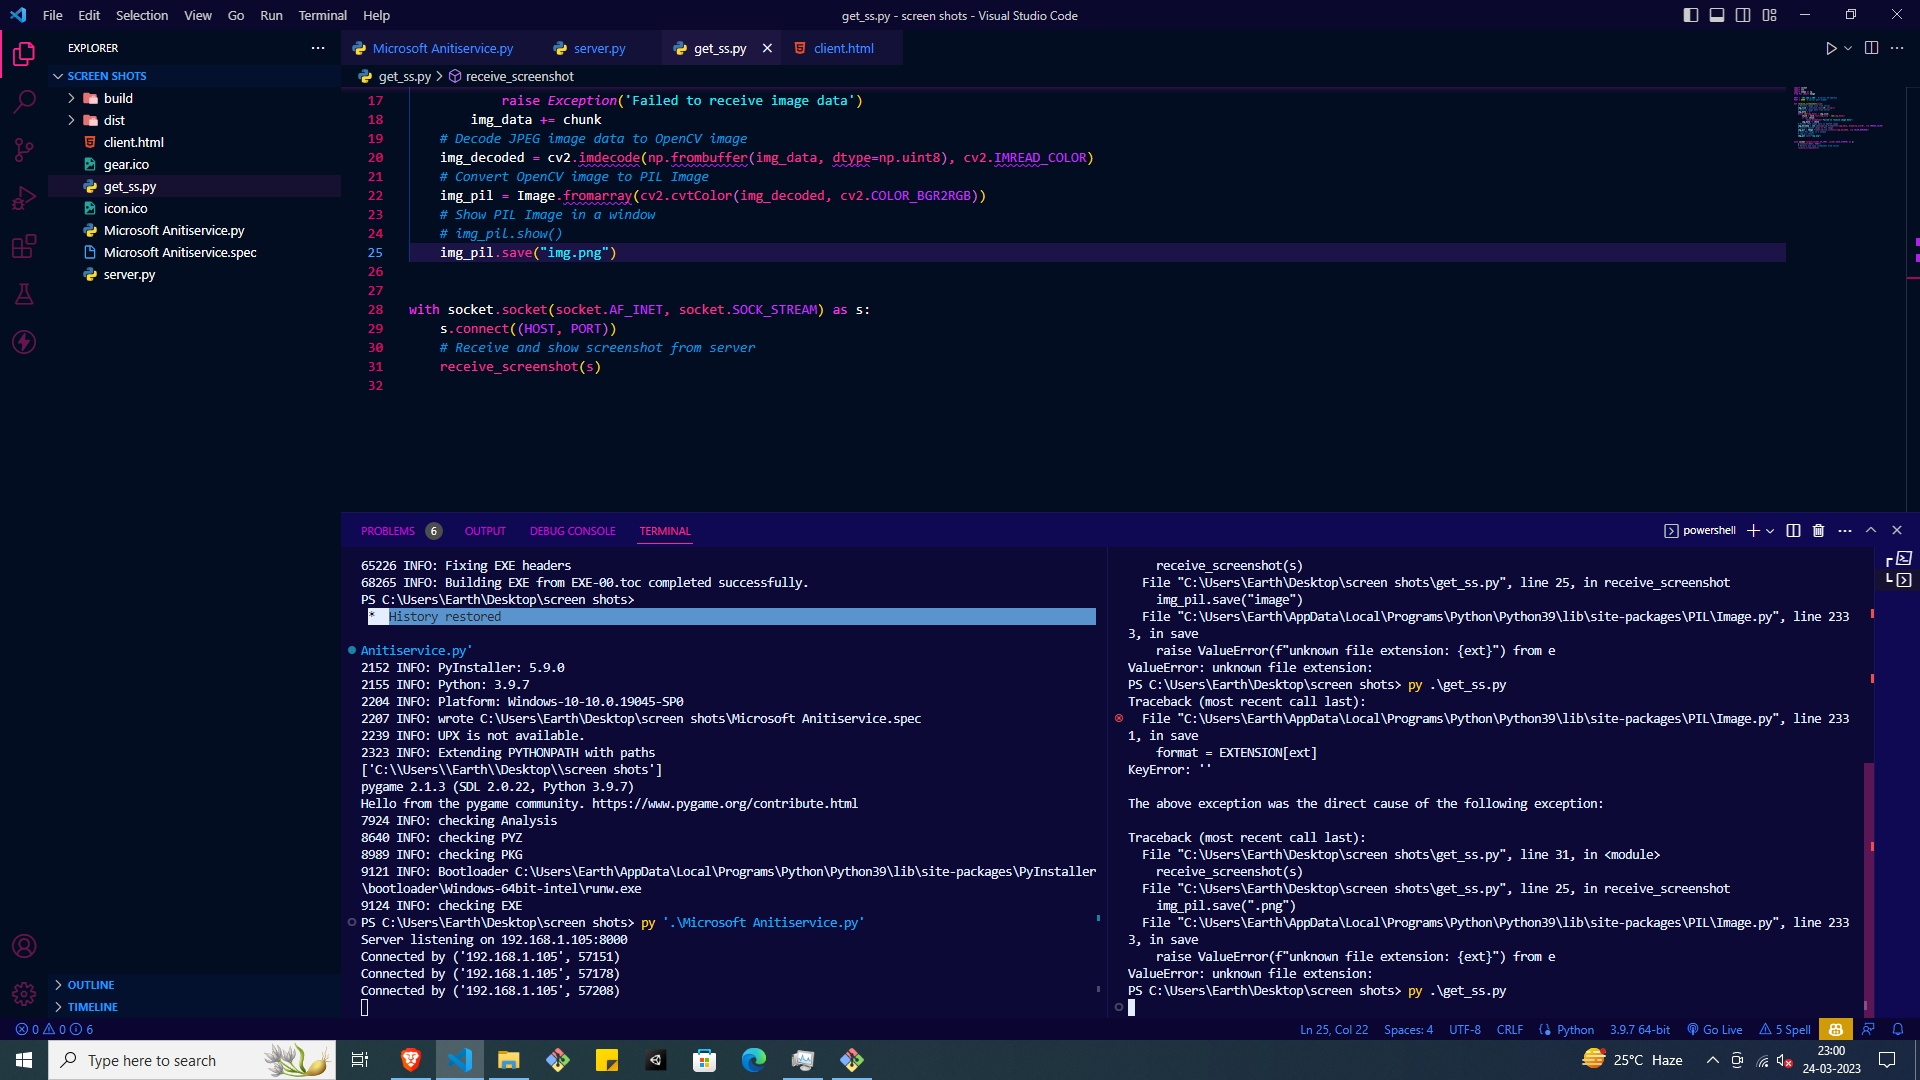 File Edit Selection View Go Run Terminal Help
get_ss.py - screen shots - Visual Studio Code
EXPLORER
SCREEN SHOTS
build
dist
client.html
gear.ico
get_ss.py
icon.ico
Microsoft Anitiservice.py
Microsoft Anitiservice.spec
server.py
OUTLINE
TIMELINE
Microsoft Anitiservice.py server.py get_ss.py client.html
get_ss.py > receive_screenshot
17 raise Exception('Failed to receive image data')
18 img_data += chunk
19 # Decode JPEG image data to OpenCV image
20 img_decoded = cv2.imdecode(np.frombuffer(img_data, dtype=np.uint8), cv2.IMREAD_COLOR)
21 # Convert OpenCV image to PIL Image
22 img_pil = Image.fromarray(cv2.cvtColor(img_decoded, cv2.COLOR_BGR2RGB))
23 # Show PIL Image in a window
24 # img_pil.show()
25 img_pil.save("img.png")
26
27
28 with socket.socket(socket.AF_INET, socket.SOCK_STREAM) as s:
29 s.connect((HOST, PORT))
30 # Receive and show screenshot from server
31 receive_screenshot(s)
32
PROBLEMS 6 OUTPUT DEBUG CONSOLE TERMINAL
powershell
65226 INFO: Fixing EXE headers
68265 INFO: Building EXE from EXE-00.toc completed successfully.
PS C:\Users\Earth\Desktop\screen shots>
* History restored
Anitiservice.py'
2152 INFO: PyInstaller: 5.9.0
2155 INFO: Python: 3.9.7
2204 INFO: Platform: Windows-10-10.0.19045-SP0
2207 INFO: wrote C:\Users\Earth\Desktop\screen shots\Microsoft Anitiservice.spec
2239 INFO: UPX is not available.
2323 INFO: Extending PYTHONPATH with paths
['C:\\Users\\Earth\\Desktop\\screen shots']
pygame 2.1.3 (SDL 2.0.22, Python 3.9.7)
Hello from the pygame community. https://www.pygame.org/contribute.html
7924 INFO: checking Analysis
8640 INFO: checking PYZ
8989 INFO: checking PKG
9121 INFO: Bootloader C:\Users\Earth\AppData\Local\Programs\Python\Python39\lib\site-packages\PyInstaller
\bootloader\Windows-64bit-intel\runw.exe
9124 INFO: checking EXE
PS C:\Users\Earth\Desktop\screen shots> py '.\Microsoft Anitiservice.py'
Server listening on 192.168.1.105:8000
Connected by ('192.168.1.105', 57151)
Connected by ('192.168.1.105', 57178)
Connected by ('192.168.1.105', 57208)
receive_screenshot(s)
File "C:\Users\Earth\Desktop\screen shots\get_ss.py", line 25, in receive_screenshot
img_pil.save("image")
File "C:\Users\Earth\AppData\Local\Programs\Python\Python39\lib\site-packages\PIL\Image.py", line 233
3, in save
raise ValueError(f"unknown file extension: {ext}") from e
ValueError: unknown file extension:
PS C:\Users\Earth\Desktop\screen shots> py .\get_ss.py
Traceback (most recent call last):
File "C:\Users\Earth\AppData\Local\Programs\Python\Python39\lib\site-packages\PIL\Image.py", line 233
1, in save
format = EXTENSION[ext]
KeyError: ''
The above exception was the direct cause of the following exception:
Traceback (most recent call last):
File "C:\Users\Earth\Desktop\screen shots\get_ss.py", line 31, in <module>
receive_screenshot(s)
File "C:\Users\Earth\Desktop\screen shots\get_ss.py", line 25, in receive_screenshot
img_pil.save(".png")
File "C:\Users\Earth\AppData\Local\Programs\Python\Python39\lib\site-packages\PIL\Image.py", line 233
3, in save
raise ValueError(f"unknown file extension: {ext}") from e
ValueError: unknown file extension:
PS C:\Users\Earth\Desktop\screen shots> py .\get_ss.py
0 0 6 Ln 25, Col 22 Spaces: 4 UTF-8 CRLF Python 3.9.7 64-bit Go Live 5 Spell
Type here to search
25°C Haze
23:00
24-03-2023